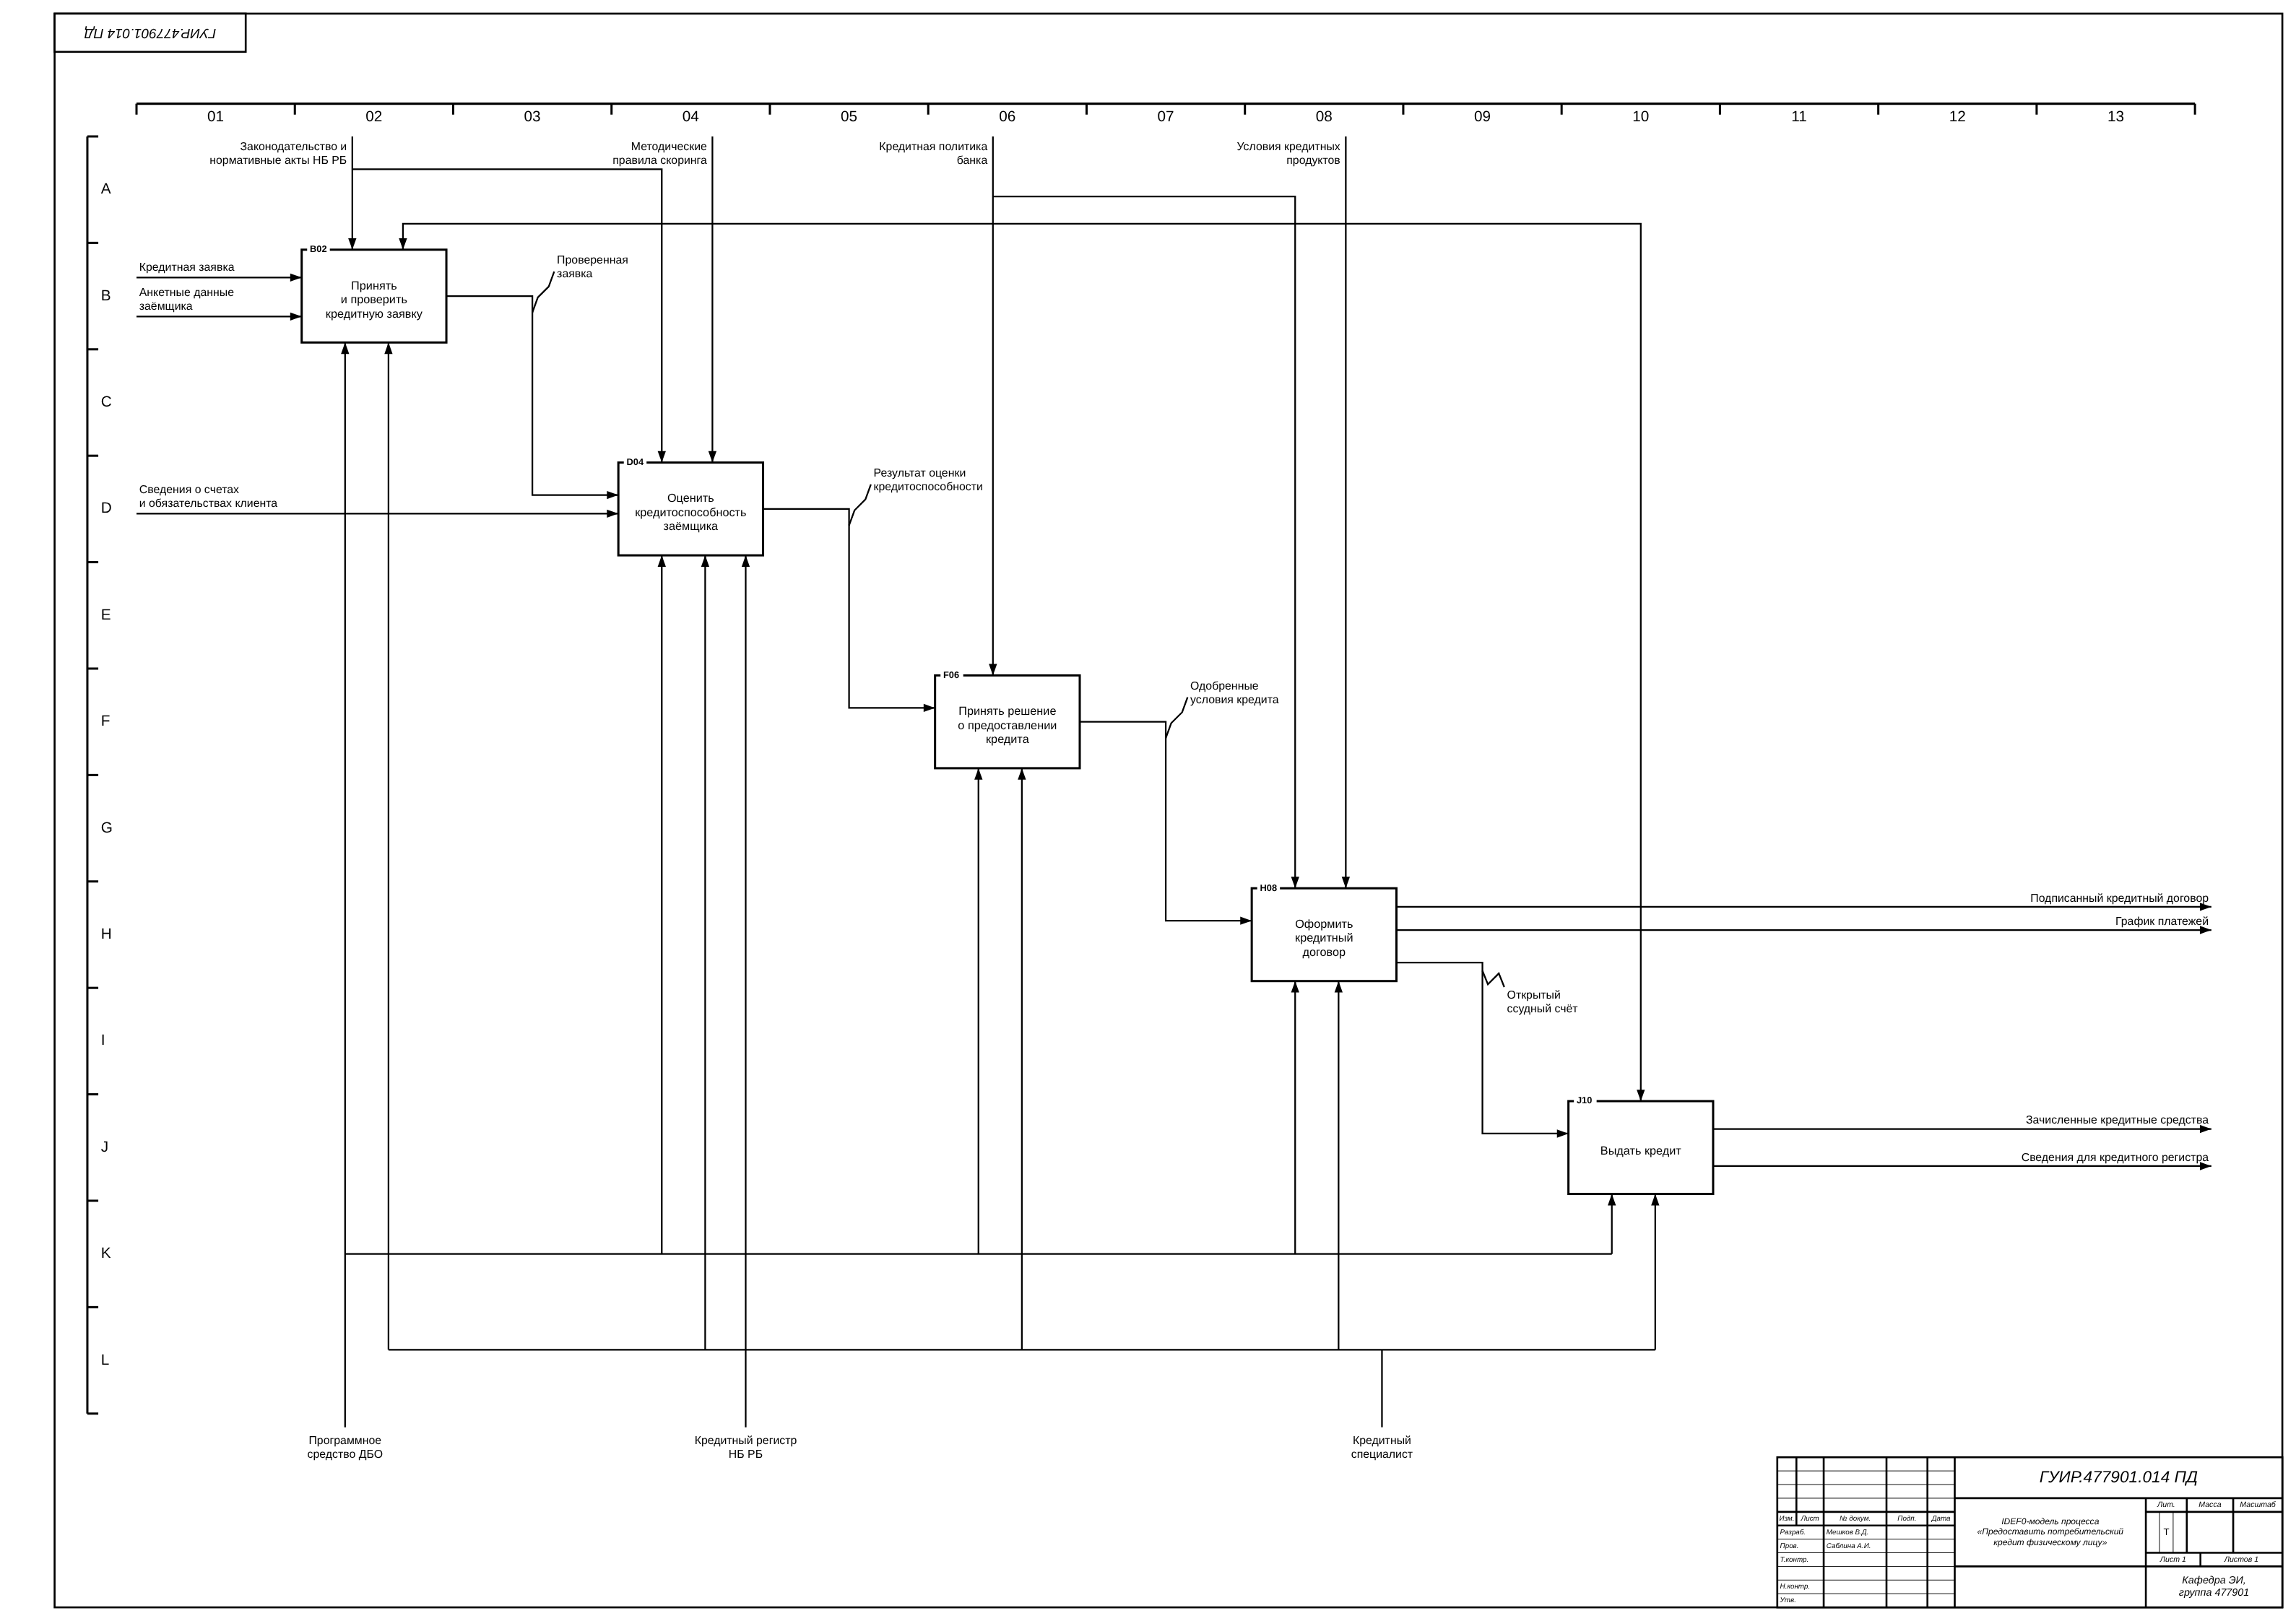 ГУИР.477901.014 ПД
01 02 03 04 05 06 07 08 09 10 11 12 13
Законодательство и
нормативные акты НБ РБ
Методические
правила скоринга
Кредитная политика
банка
Условия кредитных
продуктов
A
B
C
D
E
F
G
H
I
J
K
L
Кредитная заявка
Анкетные данные
заёмщика
B02
Принять
и проверить
кредитную заявку
Проверенная
заявка
Сведения о счетах
и обязательствах клиента
D04
Оценить
кредитоспособность
заёмщика
Результат оценки
кредитоспособности
F06
Принять решение
о предоставлении
кредита
Одобренные
условия кредита
H08
Оформить
кредитный
договор
Подписанный кредитный договор
График платежей
Открытый
ссудный счёт
J10
Выдать кредит
Зачисленные кредитные средства
Сведения для кредитного регистра
Программное
средство ДБО
Кредитный регистр
НБ РБ
Кредитный
специалист
ГУИР.477901.014 ПД
Изм. Лист № докум. Подп. Дата
Разраб. Мешков В.Д.
Пров. Саблина А.И.
Т.контр.
Н.контр.
Утв.
IDEF0-модель процесса
«Предоставить потребительский
кредит физическому лицу»
Лит. Масса Масштаб
Т
Лист 1 Листов 1
Кафедра ЭИ,
группа 477901